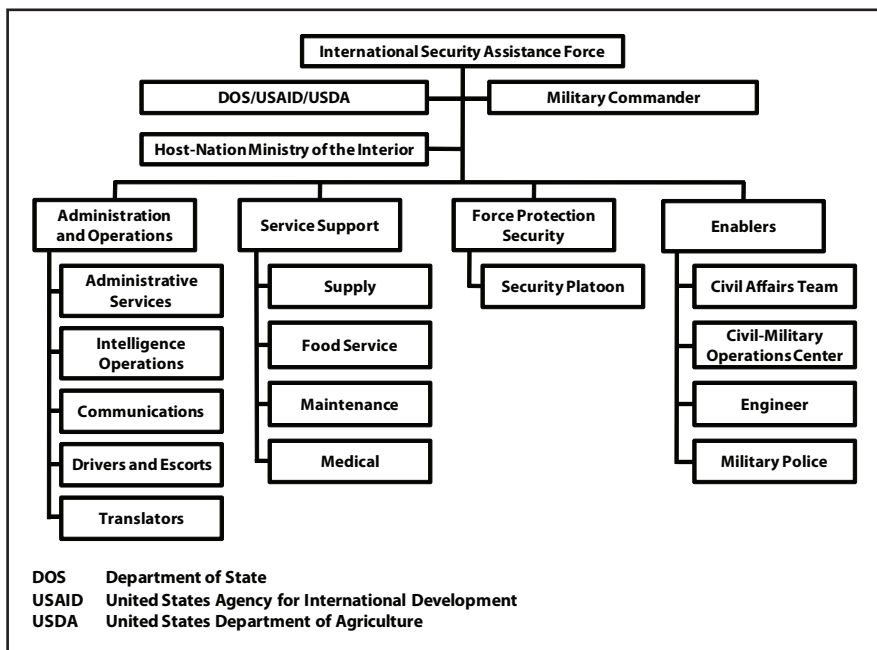 International Security Assistance Force
DOS/USAID/USDA
Military Commander
Host-Nation Ministry of the Interior
Administration
and Operations
Administrative
Services
Intelligence
Operations
Communications
Drivers and Escorts
Translators
Service Support
Supply
Food Service
Maintenance
Medical
Force Protection
Security
Security Platoon
Enablers
Civil Affairs Team
Civil-Military
Operations Center
Engineer
Military Police
DOS Department of State
USAID United States Agency for International Development
USDA United States Department of Agriculture